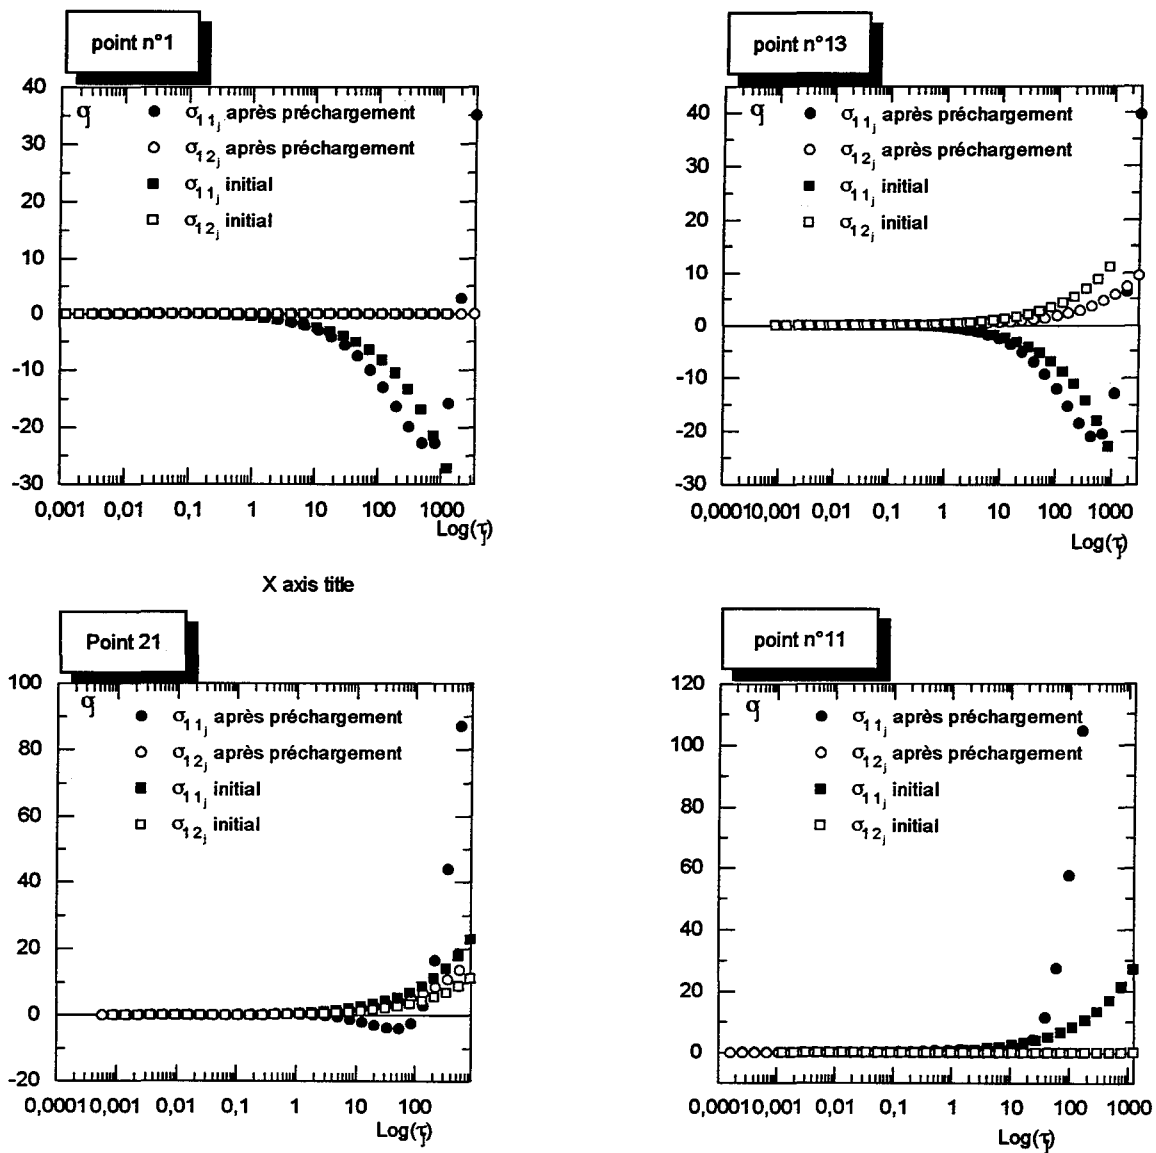 point n°1
40
30
20
10
0
-10
-20
-30
σj
σ11j après préchargement
σ12j après préchargement
σ11j initial
σ12j initial
0,001 0,01 0,1 1 10 100 1000
Log(τj)
X axis title
point n°13
40
30
20
10
0
-10
-20
-30
σj
σ11j après préchargement
σ12j après préchargement
σ11j initial
σ12j initial
0,0001 0,001 0,01 0,1 1 10 100 1000
Log(τj)
Point 21
100
80
60
40
20
0
-20
σj
σ11j après préchargement
σ12j après préchargement
σ11j initial
σ12j initial
0,0001 0,001 0,01 0,1 1 10 100
Log(τj)
point n°11
120
100
80
60
40
20
0
σj
σ11j après préchargement
σ12j après préchargement
σ11j initial
σ12j initial
0,0001 0,001 0,01 0,1 1 10 100 1000
Log(τj)